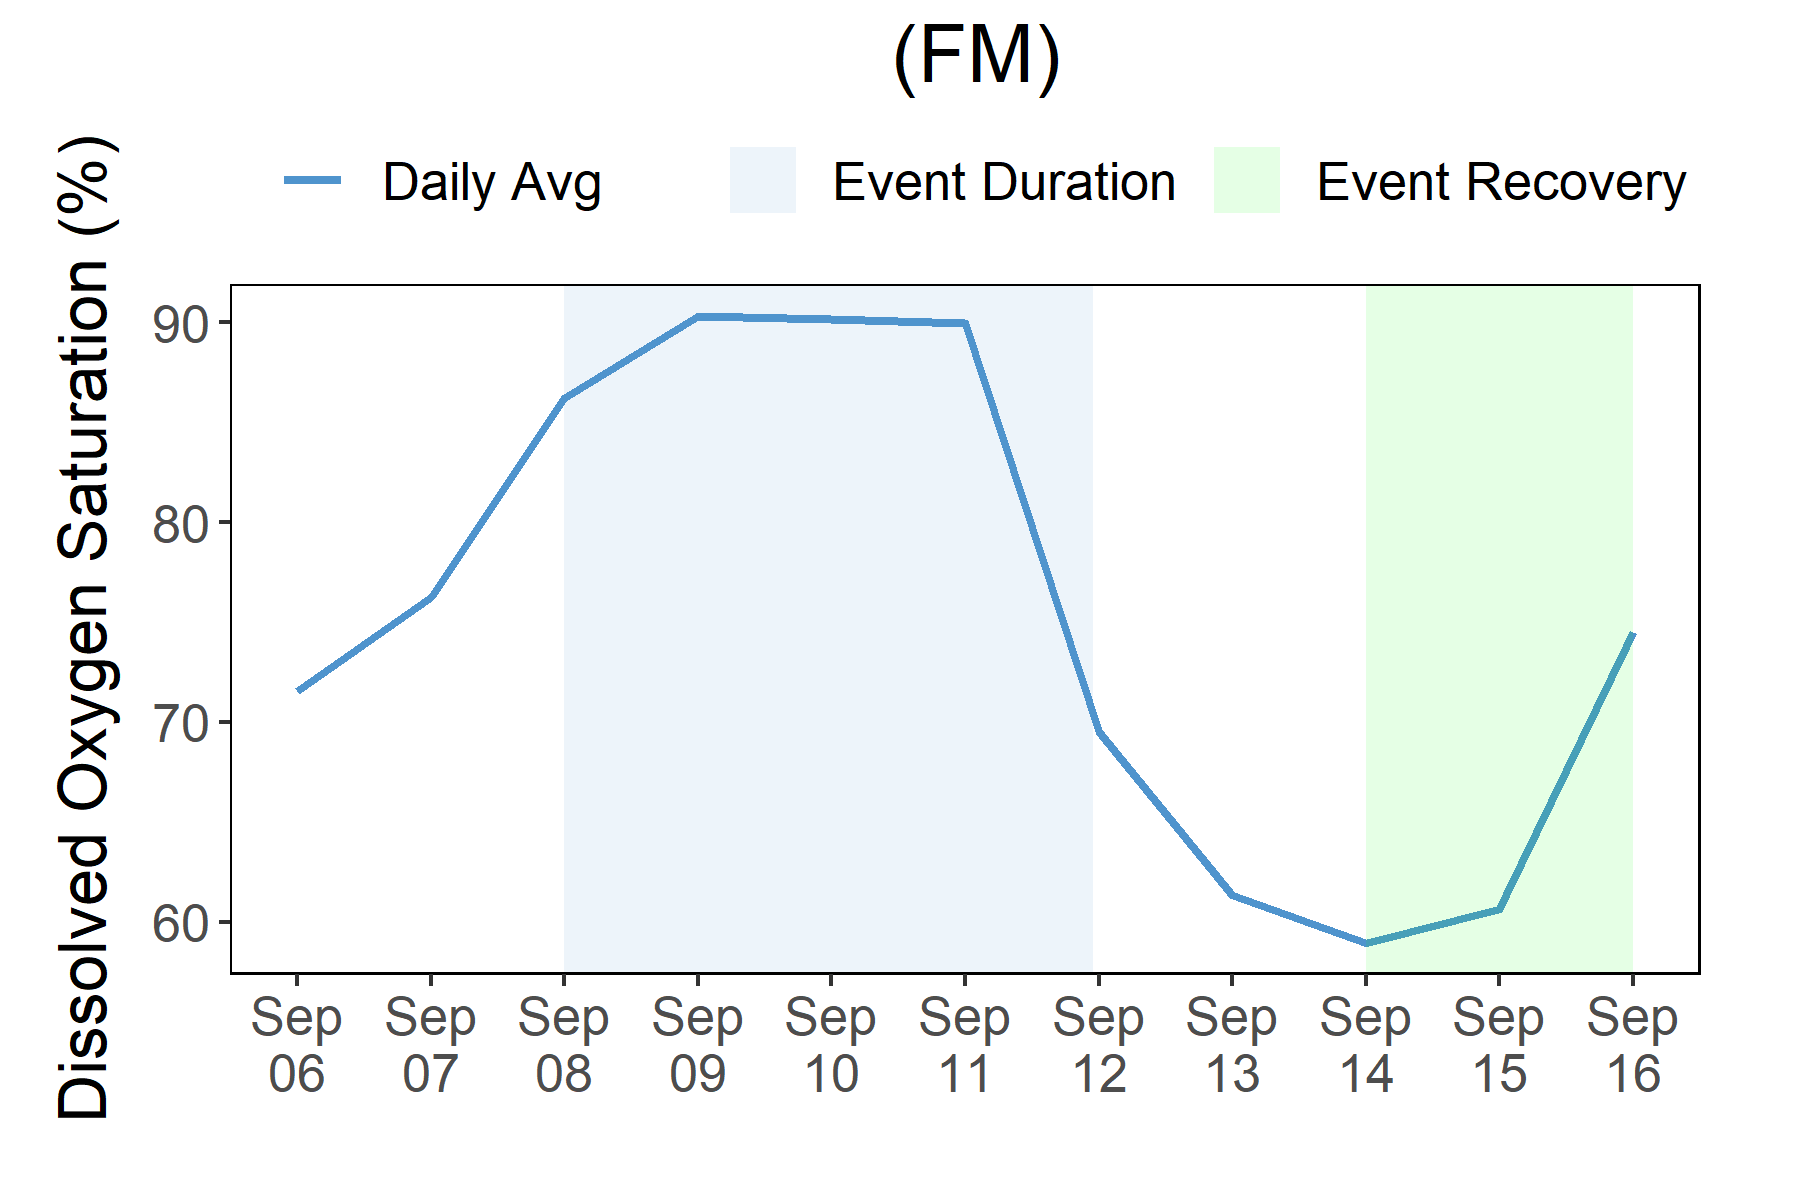 (FM)
Daily Avg
Event Duration
Event Recovery
Dissolved Oxygen Saturation (%)
90
80
70
60
Sep 06
Sep 07
Sep 08
Sep 09
Sep 10
Sep 11
Sep 12
Sep 13
Sep 14
Sep 15
Sep 16